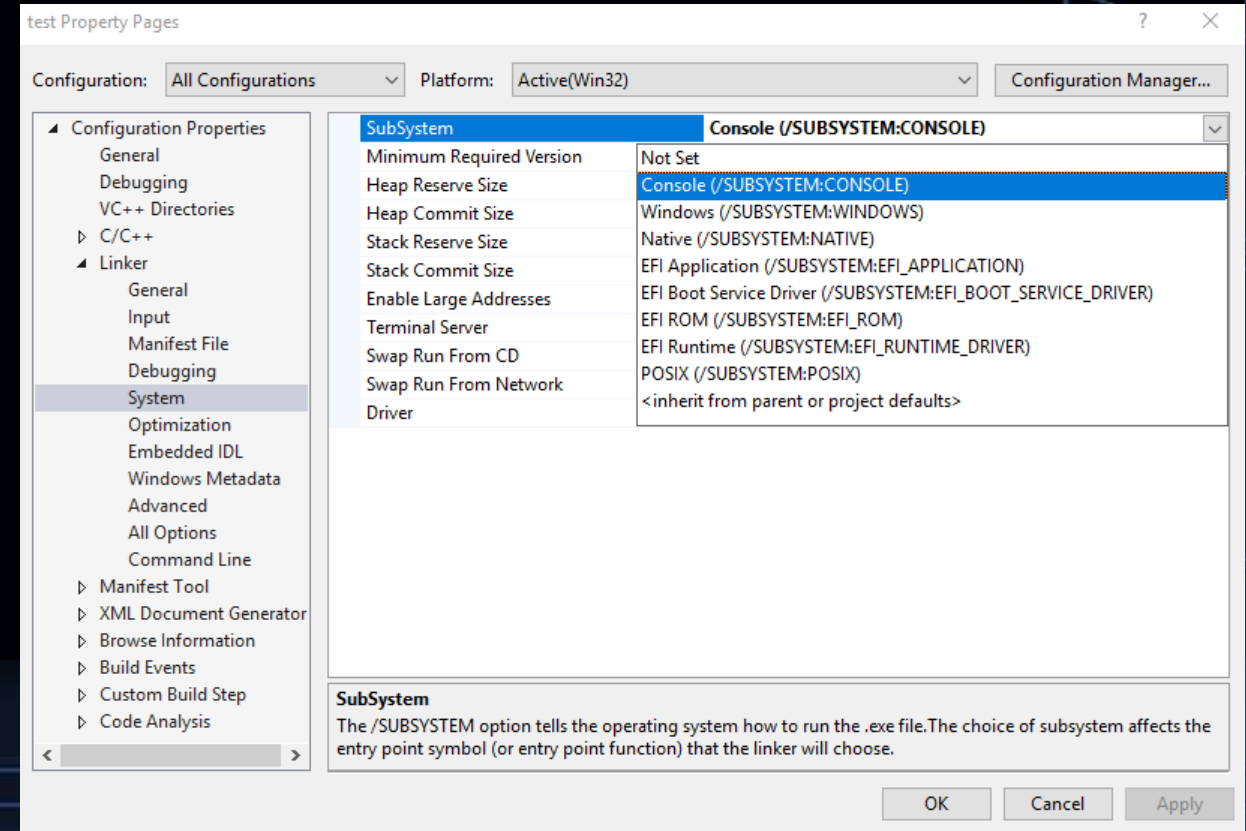 test Property Pages
?
Configuration: All Configurations Platform: Active(Win32) Configuration Manager...
Configuration Properties
General
Debugging
VC++ Directories
C/C++
Linker
General
Input
Manifest File
Debugging
System
Optimization
Embedded IDL
Windows Metadata
Advanced
All Options
Command Line
Manifest Tool
XML Document Generator
Browse Information
Build Events
Custom Build Step
Code Analysis
SubSystem Console (/SUBSYSTEM:CONSOLE)
Minimum Required Version
Heap Reserve Size
Heap Commit Size
Stack Reserve Size
Stack Commit Size
Enable Large Addresses
Terminal Server
Swap Run From CD
Swap Run From Network
Driver
Not Set
Console (/SUBSYSTEM:CONSOLE)
Windows (/SUBSYSTEM:WINDOWS)
Native (/SUBSYSTEM:NATIVE)
EFI Application (/SUBSYSTEM:EFI_APPLICATION)
EFI Boot Service Driver (/SUBSYSTEM:EFI_BOOT_SERVICE_DRIVER)
EFI ROM (/SUBSYSTEM:EFI_ROM)
EFI Runtime (/SUBSYSTEM:EFI_RUNTIME_DRIVER)
POSIX (/SUBSYSTEM:POSIX)
<inherit from parent or project defaults>
SubSystem
The /SUBSYSTEM option tells the operating system how to run the .exe file.The choice of subsystem affects the
entry point symbol (or entry point function) that the linker will choose.
OK Cancel Apply